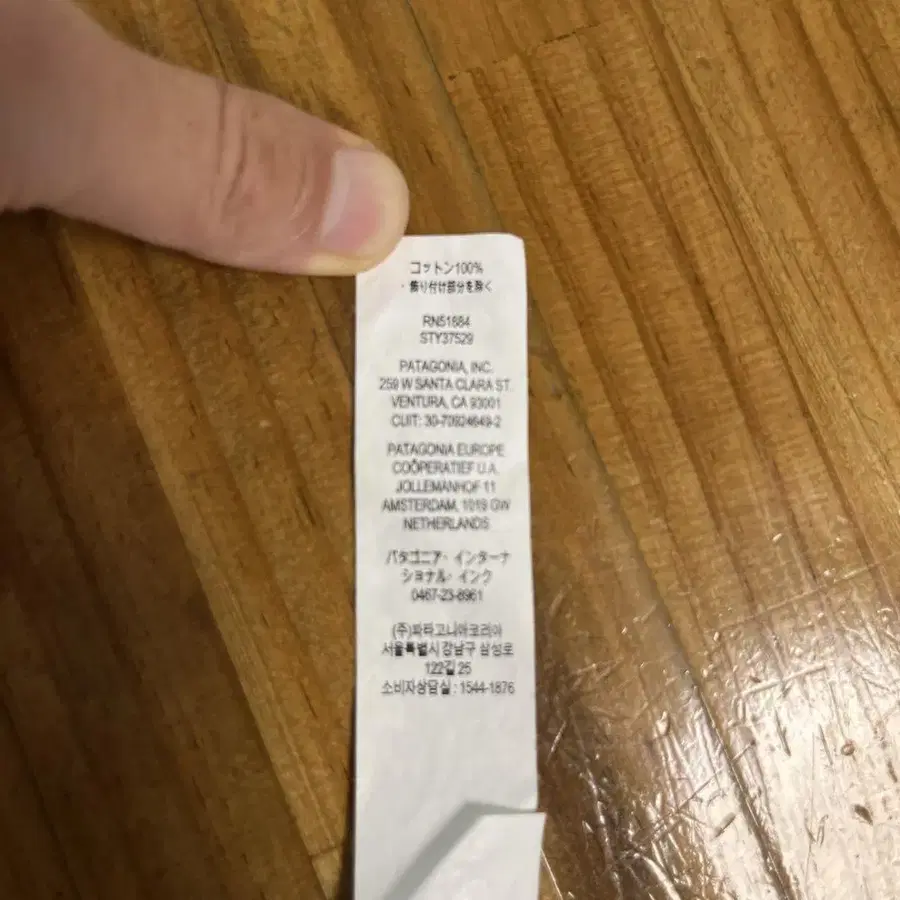 コットン100%
・飾り付け部分を除く
RN51884
STY37529
PATAGONIA, INC.
259 W SANTA CLARA ST.
VENTURA, CA 93001
CUIT: 30-70924649-2
PATAGONIA EUROPE
COÖPERATIEF U.A.
JOLLEMANHOF 11
AMSTERDAM, 1019 GW
NETHERLANDS
パタゴニア・インターナ
ショナル・インク
0467-23-8961
(주)파타고니아코리아
서울특별시 강남구 삼성로
122길 25
소비자상담실 : 1544-1876